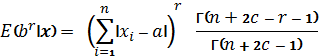 E(b^r|x) = (∑_{i=1}^{n}|x_i − a|)^r Γ(n + 2c − r − 1) / Γ(n + 2c − 1)